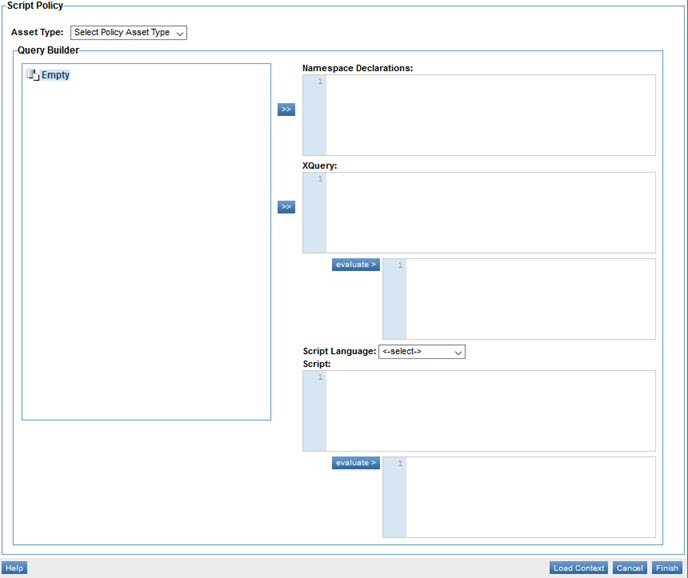 Script Policy
Asset Type: Select Policy Asset Type
Query Builder
Empty
Namespace Declarations:
1
>>
XQuery:
1
>>
evaluate > 1
Script Language: <-select->
Script:
1
evaluate > 1
Help Load Context Cancel Finish